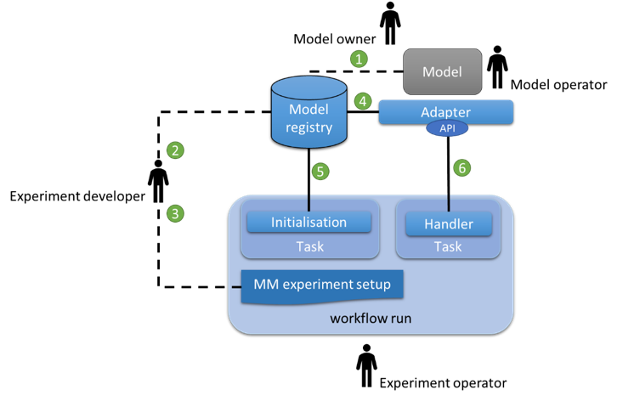 Model owner
1
Model
Model operator
Model
registry
4
Adapter
API
2
5
6
Experiment developer
3
Initialisation
Task
Handler
Task
MM experiment setup
workflow run
Experiment operator